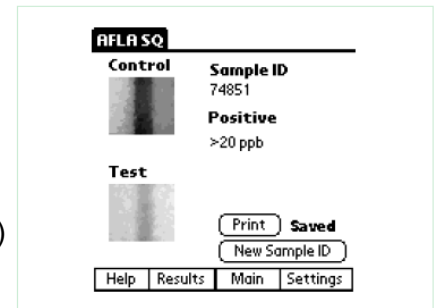 AFLA SQ
Control
Sample ID
74851
Positive
>20 ppb
Test
)
Print Saved
New Sample ID
Help Results Main Settings